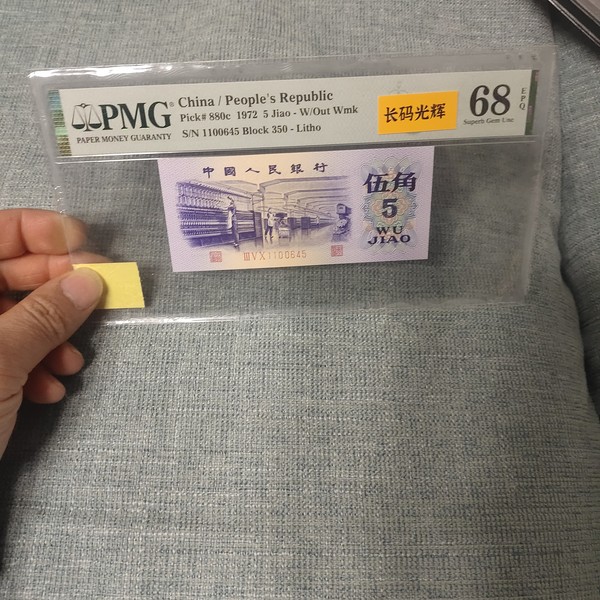 PMG
PAPER MONEY GUARANTY
China / People's Republic
Pick# 880c 1972 5 Jiao - W/Out Wmk
S/N 1100645 Block 350 - Litho
长码光辉
68
EPQ
Superb Gem Unc
中國人民銀行
伍角
5
WU
JIAO
ⅢⅤⅩ1100645